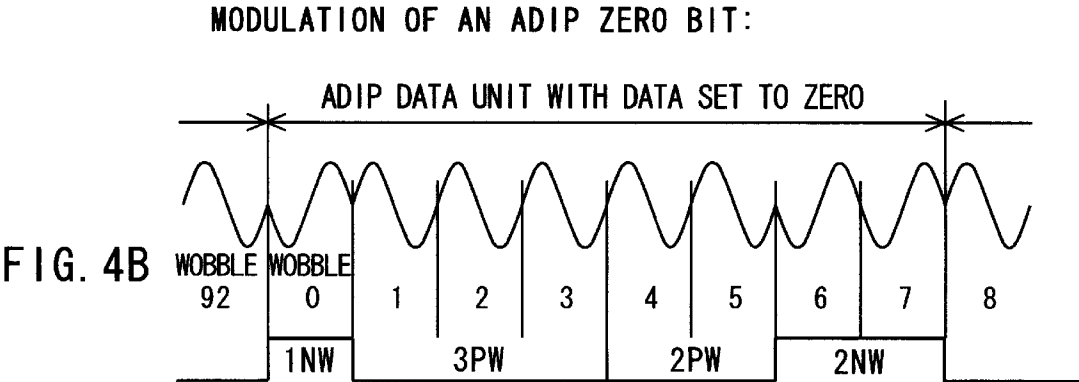 MODULATION OF AN ADIP ZERO BIT:
ADIP DATA UNIT WITH DATA SET TO ZERO
FIG. 4B
WOBBLE WOBBLE
92 0 1 2 3 4 5 6 7 8
1NW 3PW 2PW 2NW